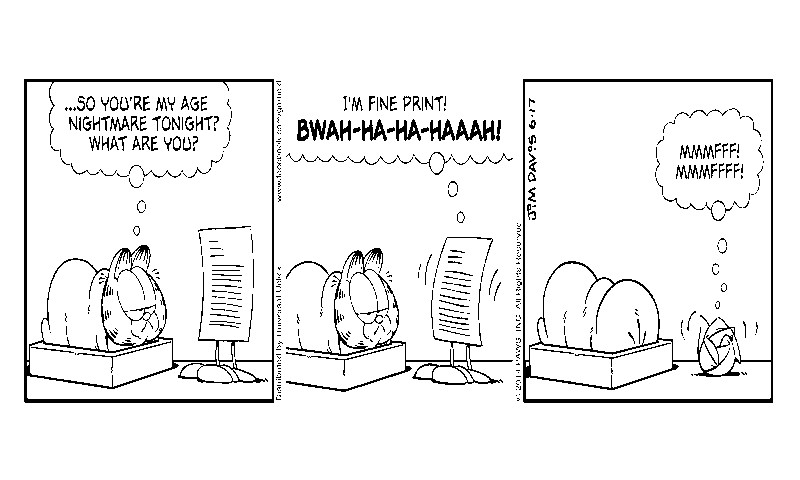 ...SO YOU'RE MY AGE
NIGHTMARE TONIGHT?
WHAT ARE YOU?
I'M FINE PRINT!
BWAH-HA-HA-HAAAH!
JIM DAVIS 6-17
MMMFFF!
MMMFFFF!